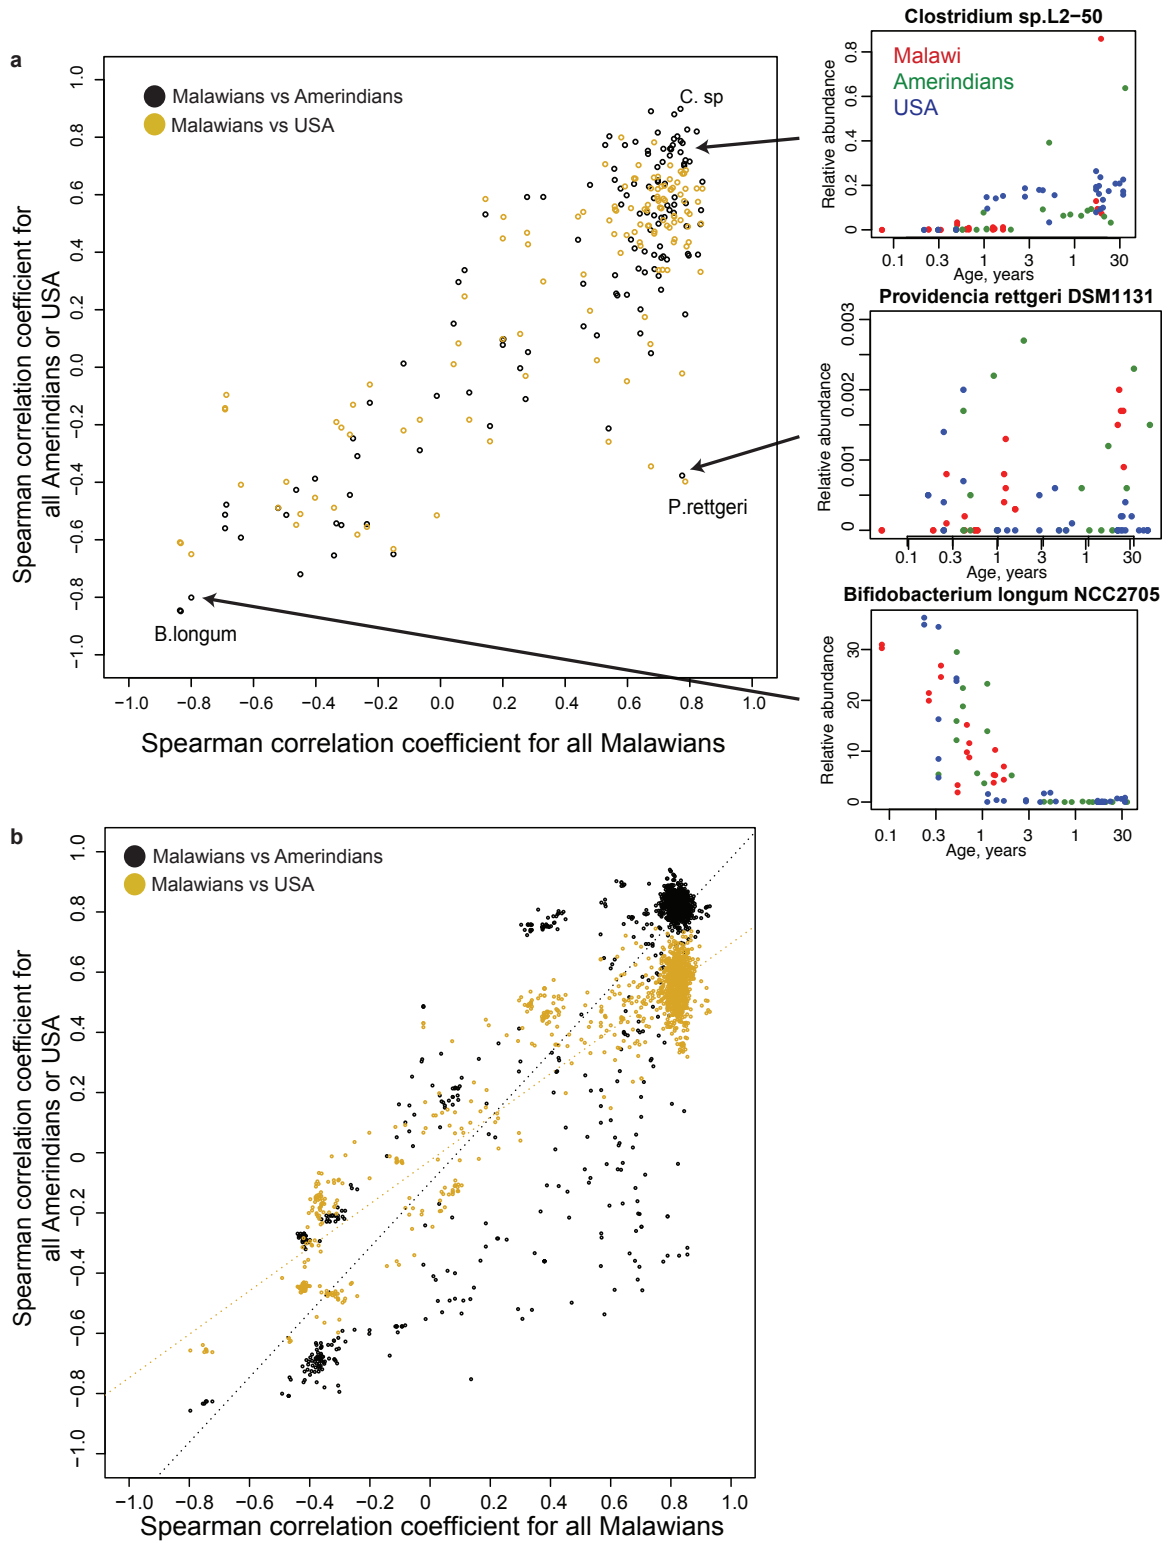 a
Malawians vs Amerindians
Malawians vs USA
C. sp
P.rettgeri
B.longum
1.0
0.8
0.6
0.4
0.2
0.0
−0.2
−0.4
−0.6
−0.8
−1.0
Spearman correlation coefficient for
all Amerindians or USA
−1.0 −0.8 −0.6 −0.4 −0.2 0.0 0.2 0.4 0.6 0.8 1.0
Spearman correlation coefficient for all Malawians
Clostridium sp.L2−50
Malawi
Amerindians
USA
Relative abundance
0.8
0.6
0.4
0.2
0
0.1 0.3 1 3 1 30
Age, years
Providencia rettgeri DSM1131
Relative abundance
0.003
0.002
0.001
0
0.1 0.3 1 3 1 30
Age, years
Bifidobacterium longum NCC2705
Relative abundance
30
20
10
0
0.1 0.3 1 3 1 30
Age, years
b
Malawians vs Amerindians
Malawians vs USA
1.0
0.8
0.6
0.4
0.2
0
−0.2
−0.4
−0.6
−0.8
−1.0
Spearman correlation coefficient for
all Amerindians or USA
−1.0 −0.8 −0.6 −0.4 −0.2 0 0.2 0.4 0.6 0.8 1.0
Spearman correlation coefficient for all Malawians